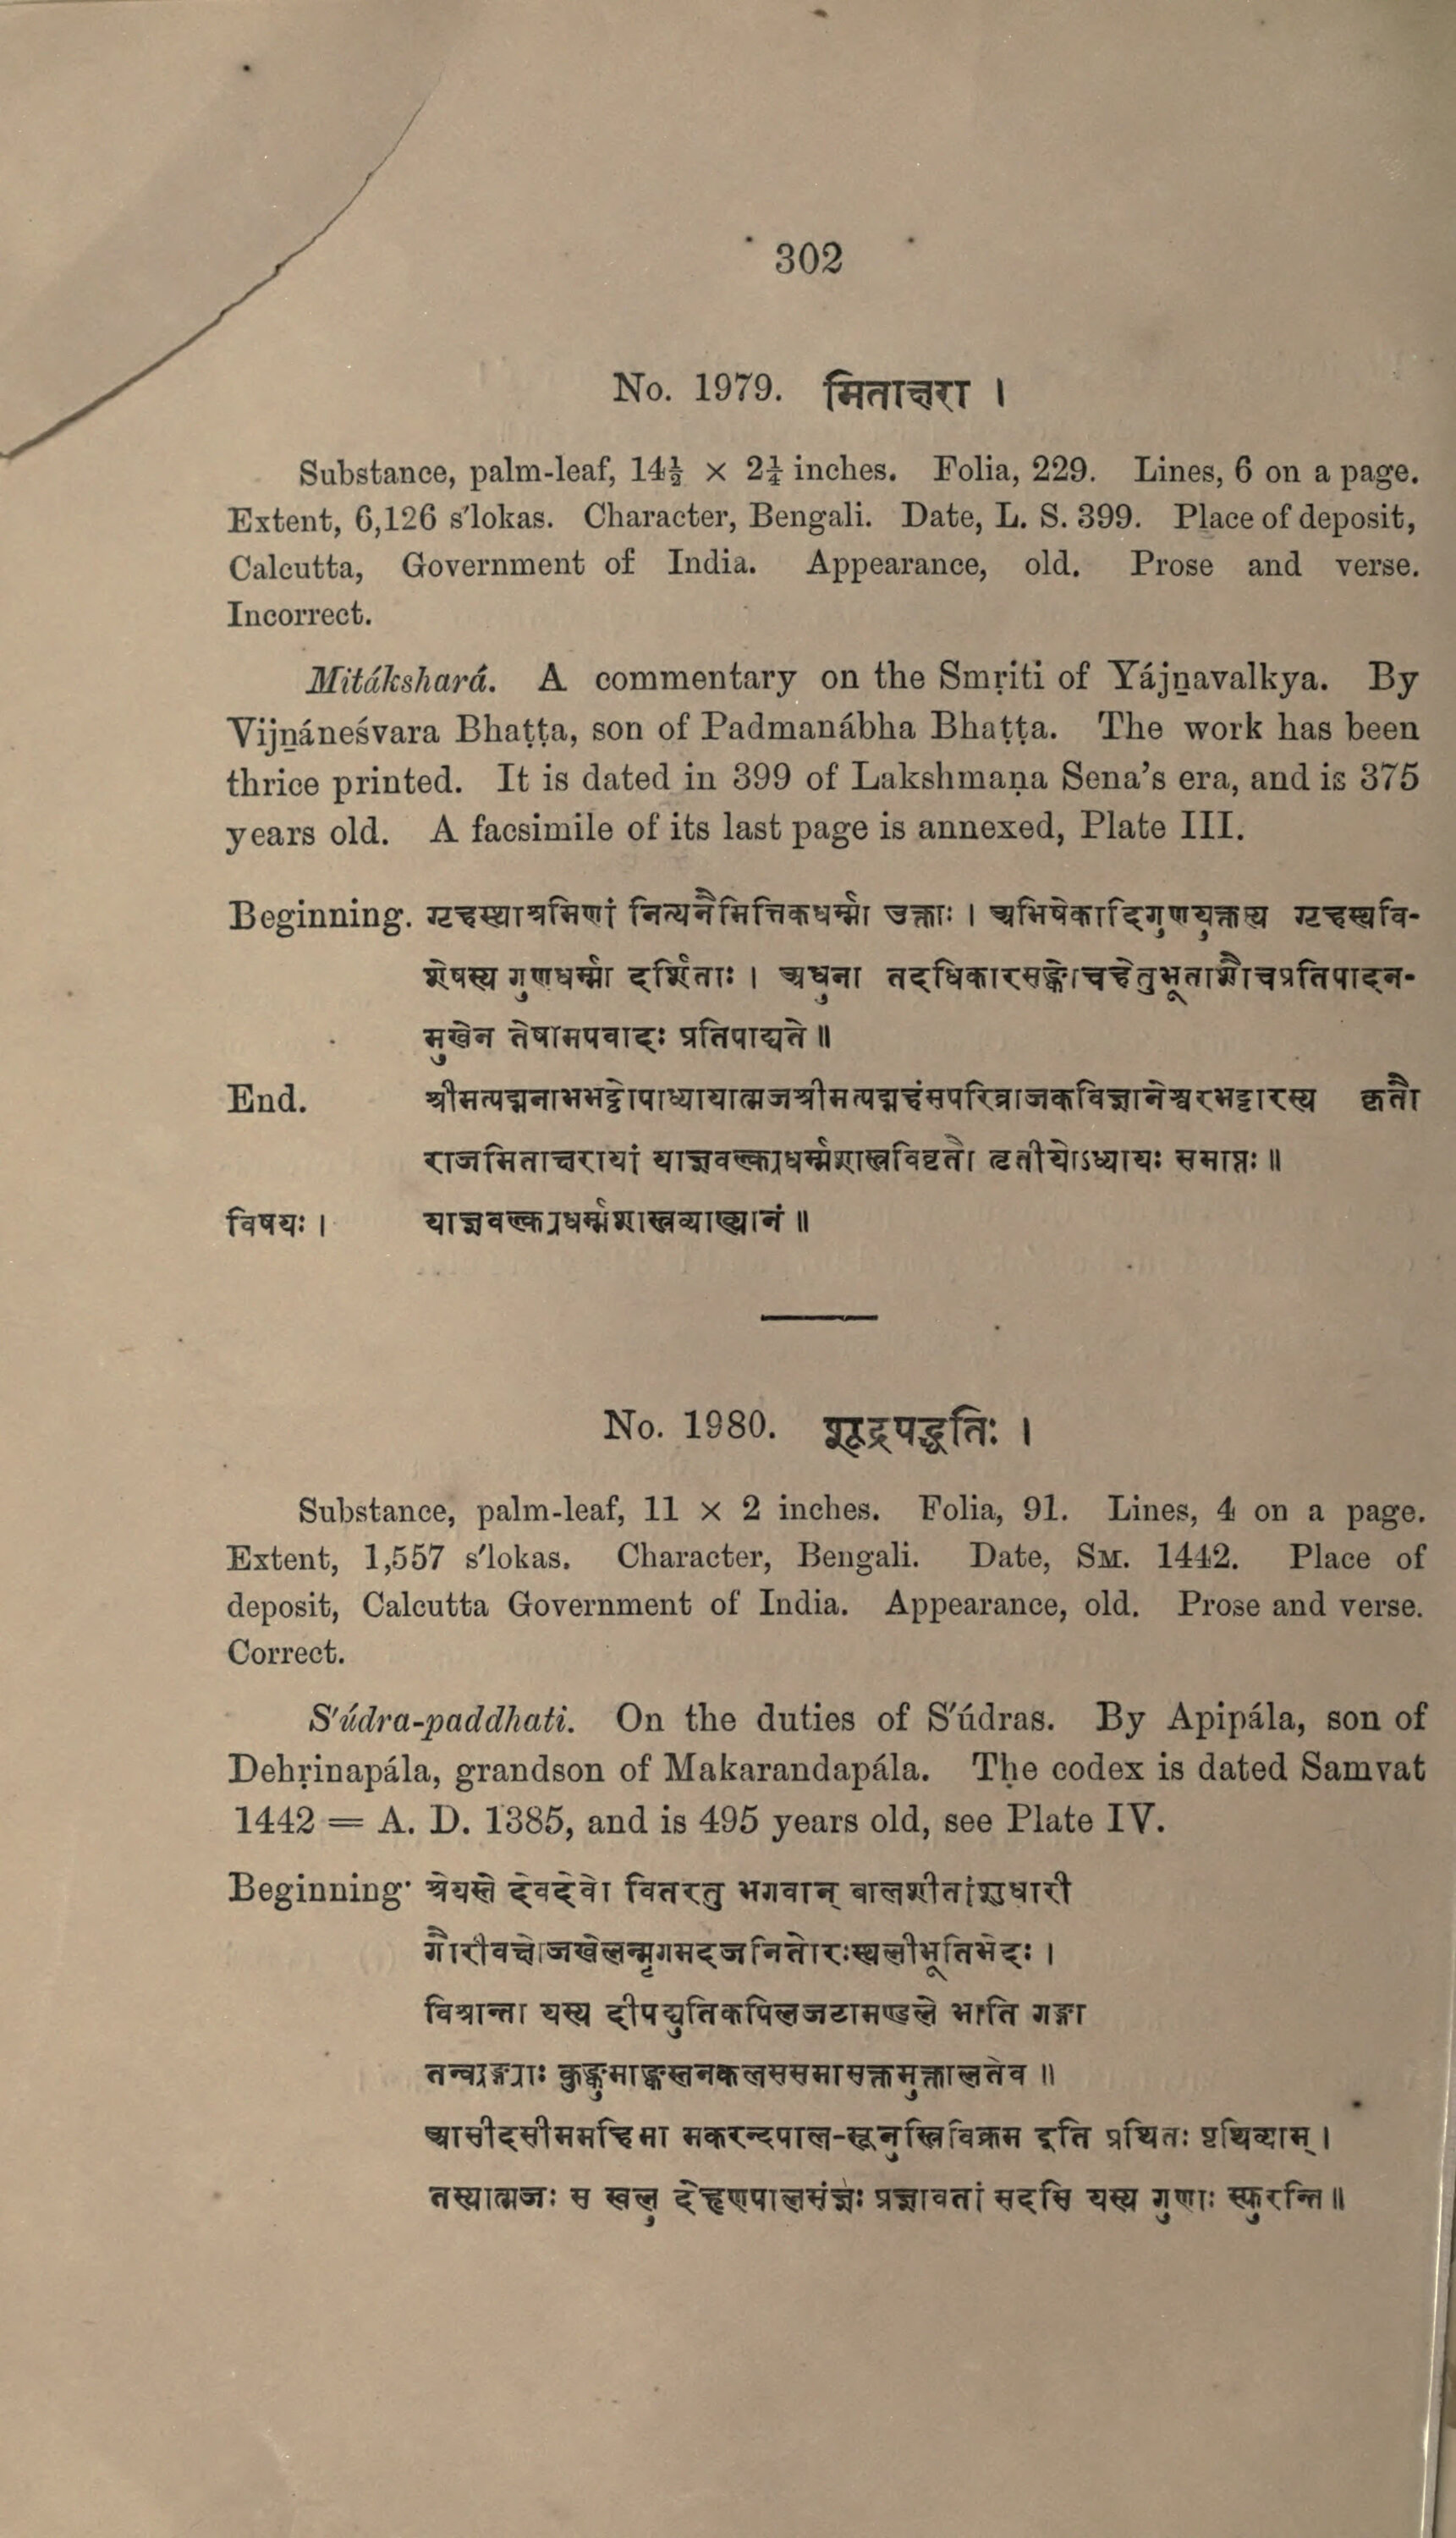 302
No. 1979. मिताक्षरा ।
Substance, palm-leaf, 14½ × 2¼ inches. Folia, 229. Lines, 6 on a page.
Extent, 6,126 s'lokas. Character, Bengali. Date, L. S. 399. Place of deposit,
Calcutta, Government of India. Appearance, old. Prose and verse.
Incorrect.
Mitákshará. A commentary on the Smṛiti of Yájṉavalkya. By
Vijṉáneśvara Bhaṭṭa, son of Padmanábha Bhaṭṭa. The work has been
thrice printed. It is dated in 399 of Lakshmaṇa Sena's era, and is 375
years old. A facsimile of its last page is annexed, Plate III.
Beginning. गृहस्थाश्रमिणां नित्यनैमित्तिकधर्म्मा उक्ताः । अभिषेकादिगुणयुक्तस्य गृहस्थवि-
शेषस्य गुणधर्म्मा दर्शिताः । अधुना तदधिकारसङ्कोचहेतुभूताशौचप्रतिपादन-
मुखेन तेषामपवादः प्रतिपाद्यते ॥
End. श्रीमत्पद्मनाभभट्टोपाध्यायात्मजश्रीमत्पद्महंसपरिव्राजकविज्ञानेश्वरभट्टारस्य कृतौ
राजमिताक्षरायां याज्ञवल्क्यधर्म्मशास्त्रविवृतौ तृतीयोऽध्यायः समाप्तः ॥
विषयः । याज्ञवल्क्यधर्म्मशास्त्रव्याख्यानं ॥
No. 1980. शूद्रपद्धतिः ।
Substance, palm-leaf, 11 × 2 inches. Folia, 91. Lines, 4 on a page.
Extent, 1,557 s'lokas. Character, Bengali. Date, SM. 1442. Place of
deposit, Calcutta Government of India. Appearance, old. Prose and verse.
Correct.
S'údra-paddhati. On the duties of S'údras. By Apipála, son of
Dehṛinapála, grandson of Makarandapála. The codex is dated Samvat
1442 = A. D. 1385, and is 495 years old, see Plate IV.
Beginning· श्रेयस्ते देवदेवो वितरतु भगवान् बालशीतांशुधारी
गौरीवक्षोजखेलन्मृगमदजनितोरःस्थलीभूतिभेदः ।
विश्रान्ता यस्य दीपद्युतिकपिलजटामण्डले भाति गङ्गा
तन्वङ्ग्याः कुङ्कुमाङ्कस्तनकलससमासक्तमुक्तालतेव ॥
आसीदसीममहिमा मकरन्दपाल-सूनुस्त्रिविक्रम इति प्रथितः पृथिव्याम् ।
तस्यात्मजः स खलु देहृणपालसंज्ञः प्रज्ञावतां सदसि यस्य गुणाः स्फुरन्ति ॥